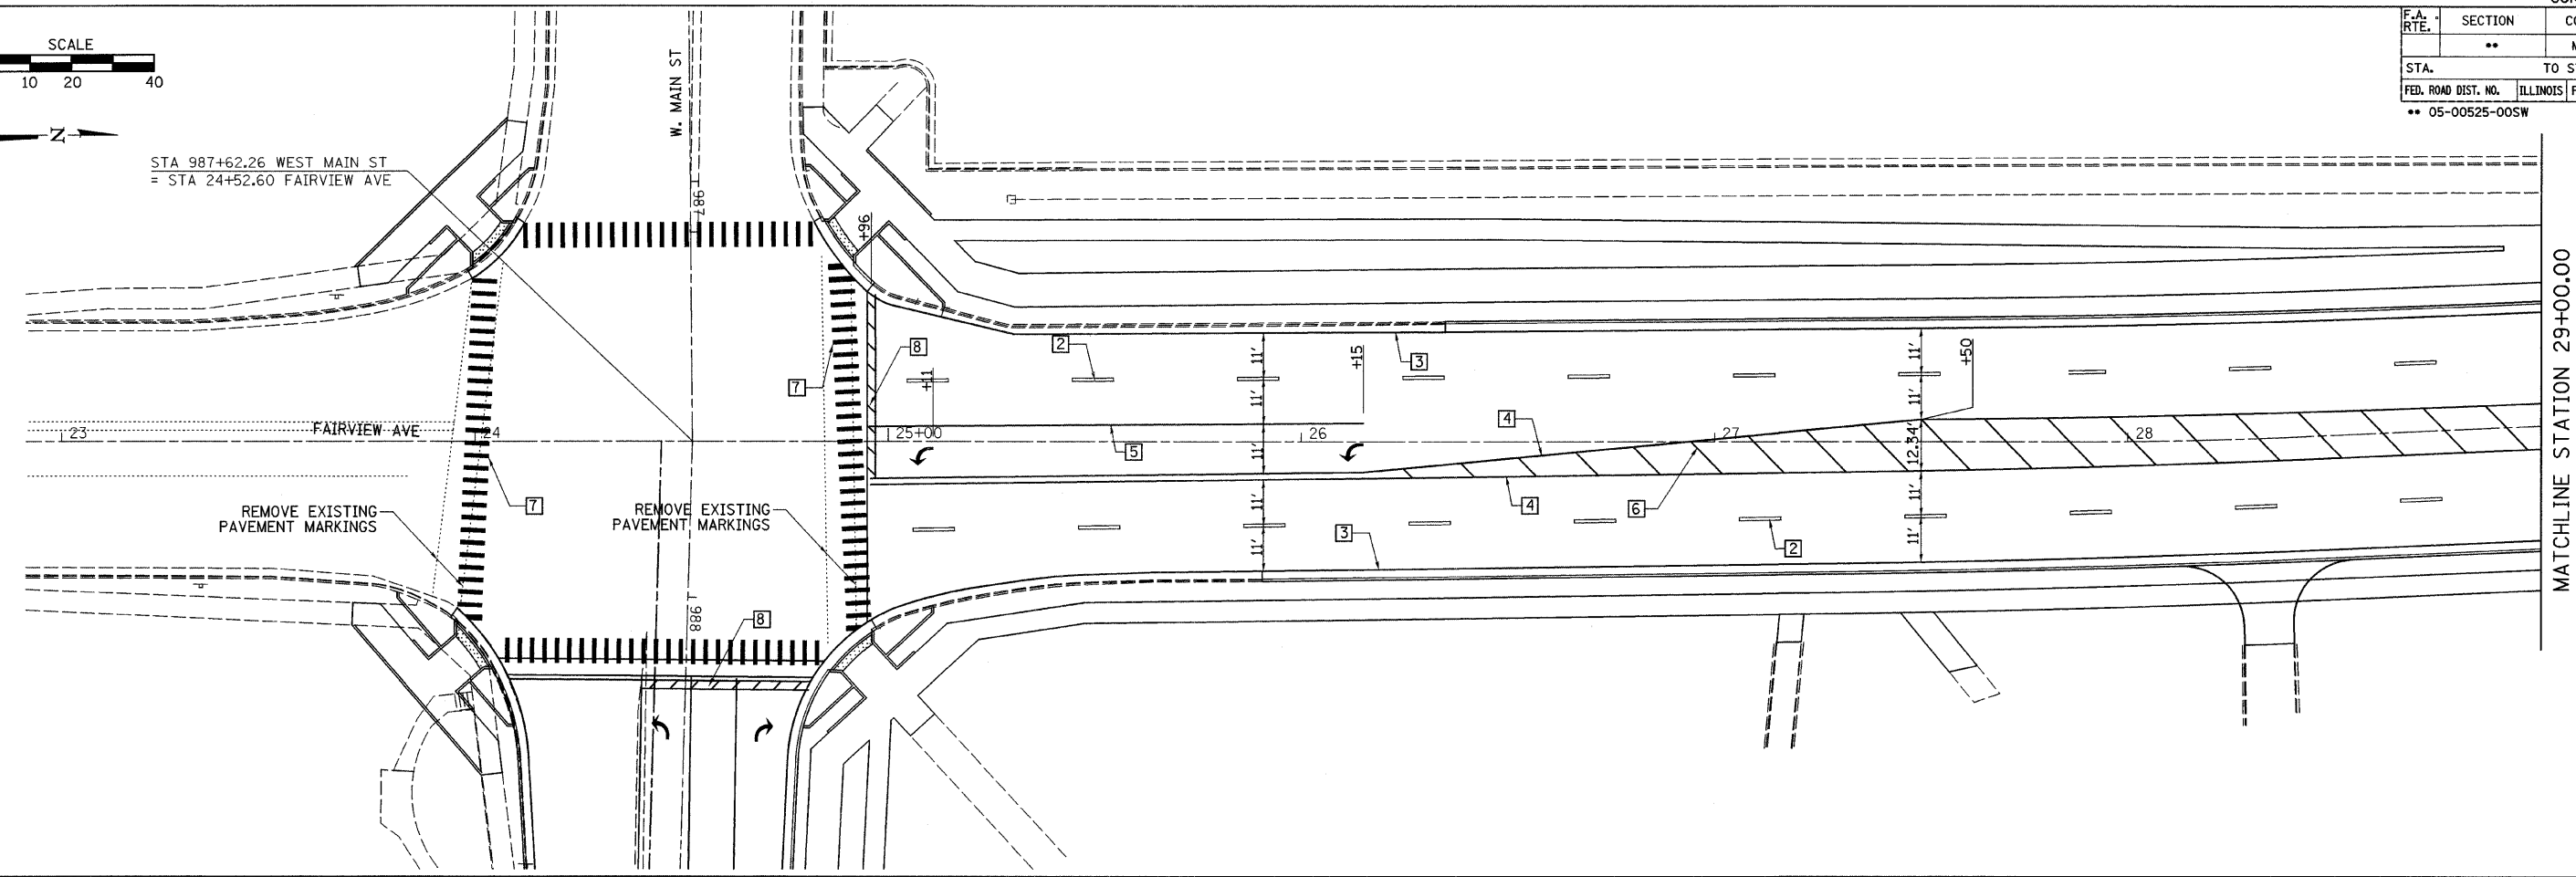 SCALE
10 20 40
N
F.A. RTE. SECTION
**
STA. TO
FED. ROAD DIST. NO. ILLINOIS
** 05-00525-00SW
STA 987+62.26 WEST MAIN ST
= STA 24+52.60 FAIRVIEW AVE
W. MAIN ST
987
+96
8
2
3
+11
11'
11'
+15
11'
11'
+50
7
4
FAIRVIEW AVE
23
24
25+00
26
27
28
5
11'
12.34'
7
4
6
REMOVE EXISTING
PAVEMENT MARKINGS
REMOVE EXISTING
PAVEMENT MARKINGS
11'
11'
3
11'
11'
2
988
8
MATCHLINE STATION 29+00.00